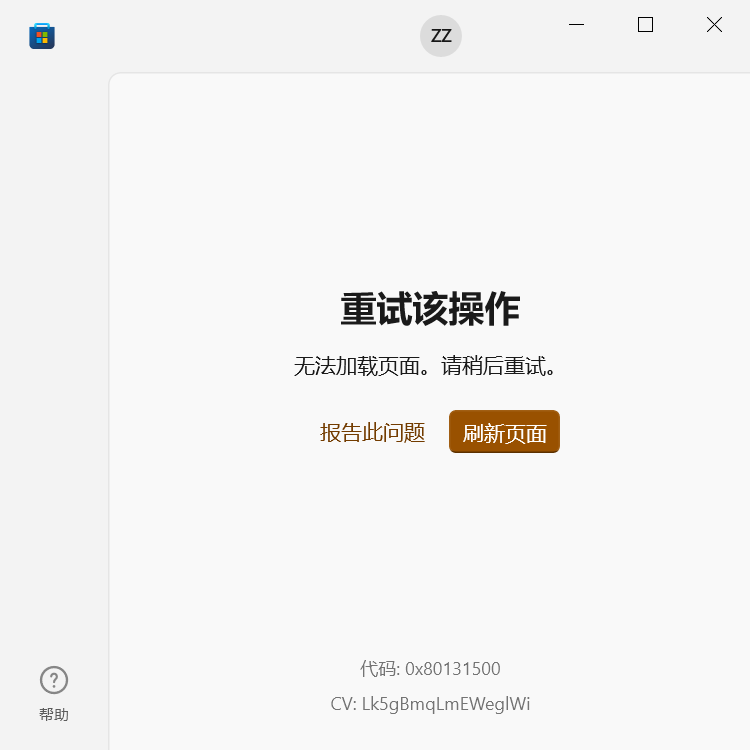 ZZ
重试该操作
无法加载页面。请稍后重试。
报告此问题
刷新页面
代码: 0x80131500
CV: Lk5gBmqLmEWeglWi
帮助